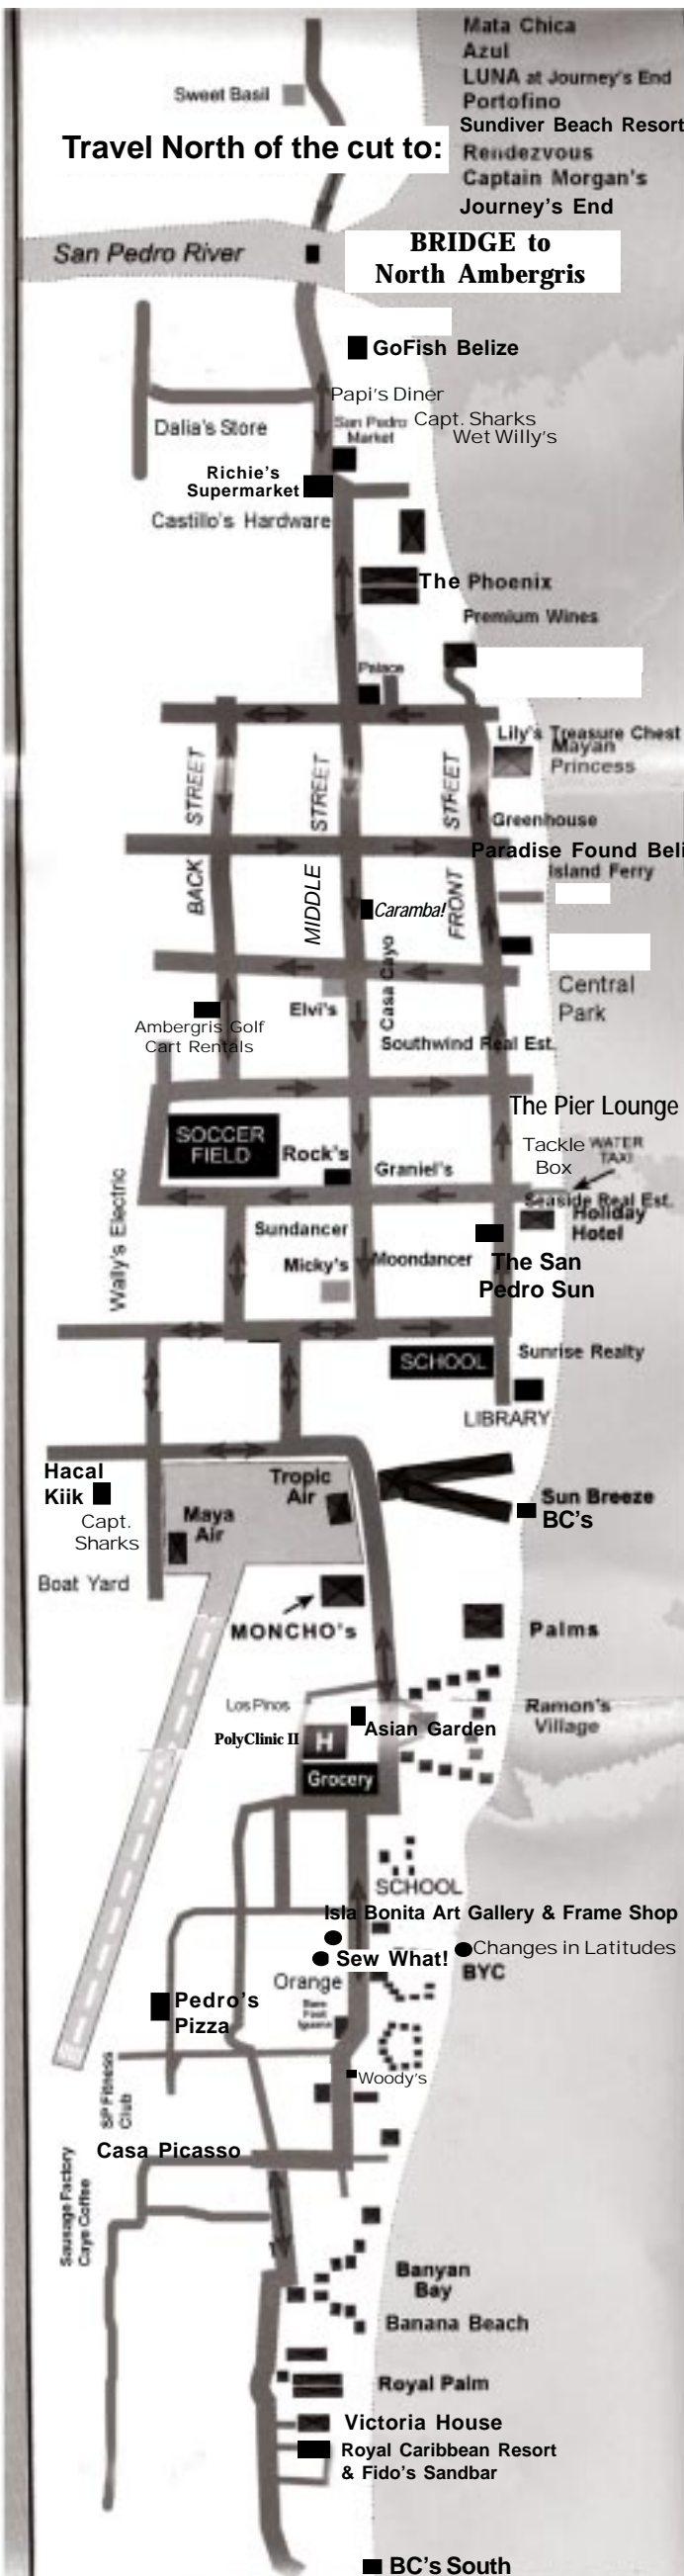 Mata Chica
Azul
LUNA at Journey's End
Portofino
Sundiver Beach Resort
Rendezvous
Captain Morgan's
Journey's End
Sweet Basil
Travel North of the cut to:
San Pedro River
BRIDGE to
North Ambergris
GoFish Belize
Papi's Diner
Dalia's Store
San Pedro
Market
Capt. Sharks
Wet Willy's
Richie's
Supermarket
Castillo's Hardware
The Phoenix
Premium Wines
Palace
Lily's Treasure Chest
Mayan
Princess
BACK STREET
MIDDLE STREET
FRONT STREET
Greenhouse
Paradise Found Beli
Island Ferry
Caramba!
Casa Cayo
Central
Park
Elvi's
Ambergris Golf
Cart Rentals
Southwind Real Est.
The Pier Lounge
SOCCER
FIELD
Rock's
Graniel's
Tackle
Box
WATER
TAXI
Seaside Real Est.
Holiday
Hotel
Wally's Electric
Sundancer
Micky's
Moondancer
The San
Pedro Sun
SCHOOL
Sunrise Realty
LIBRARY
Hacal
Kiik
Capt.
Sharks
Tropic
Air
Maya
Air
Sun Breeze
BC's
Boat Yard
MONCHO's
Palms
Los Pinos
PolyClinic II
H
Asian Garden
Ramon's
Village
Grocery
SCHOOL
Isla Bonita Art Gallery & Frame Shop
Sew What!
Changes in Latitudes
BYC
Orange
Bare
Foot
Iguana
Pedro's
Pizza
Woody's
SP Fitness
Club
Casa Picasso
Sausage Factory
Caye Coffee
Banyan
Bay
Banana Beach
Royal Palm
Victoria House
Royal Caribbean Resort
& Fido's Sandbar
BC's South